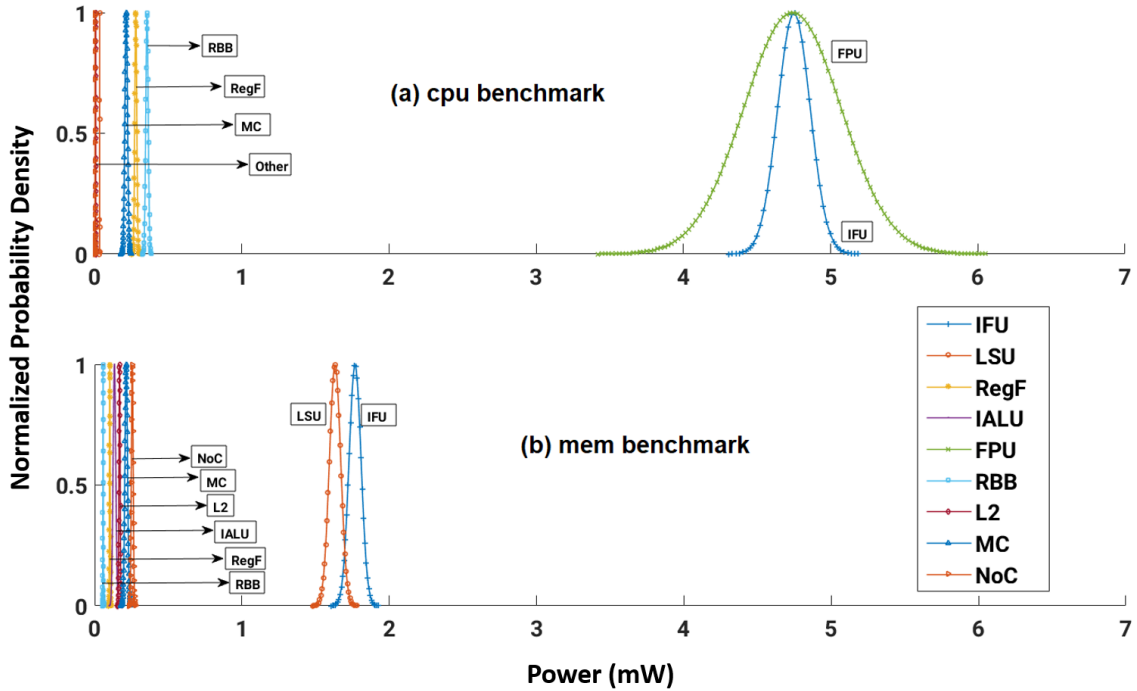 Normalized Probability Density
1
0.5
0
RBB
RegF
MC
Other
(a) cpu benchmark
FPU
IFU
0 1 2 3 4 5 6 7
1
0.5
0
NoC
MC
L2
IALU
RegF
RBB
LSU
IFU
(b) mem benchmark
IFU
LSU
RegF
IALU
FPU
RBB
L2
MC
NoC
0 1 2 3 4 5 6 7
Power (mW)